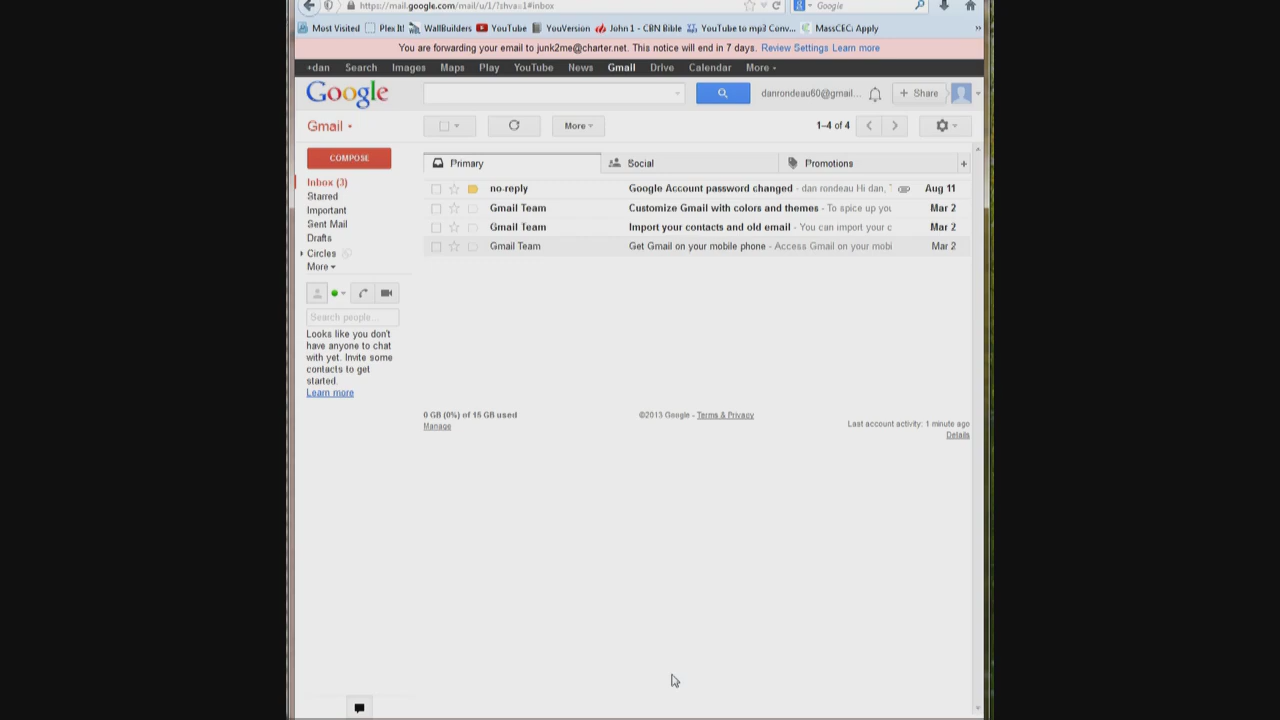 https://mail.google.com/mail/u/1/?shva=1#inbox
Google
Most Visited Plex It! WallBuilders YouTube YouVersion John 1 - CBN Bible YouTube to mp3 Conv... MassCEC: Apply »
You are forwarding your email to junk2me@charter.net. This notice will end in 7 days. Review Settings Learn more
+dan Search Images Maps Play YouTube News Gmail Drive Calendar More
Google
danrondeau60@gmail... + Share
Gmail
More
1–4 of 4
COMPOSE
Primary Social Promotions +
Inbox (3)
Starred
Important
Sent Mail
Drafts
Circles
More
no-reply Google Account password changed - dan rondeau Hi dan, Aug 11
Gmail Team Customize Gmail with colors and themes - To spice up you Mar 2
Gmail Team Import your contacts and old email - You can import your c Mar 2
Gmail Team Get Gmail on your mobile phone - Access Gmail on your mobi Mar 2
Search people...
Looks like you don't
have anyone to chat
with yet. Invite some
contacts to get
started.
Learn more
0 GB (0%) of 15 GB used
Manage
©2013 Google - Terms & Privacy
Last account activity: 1 minute ago
Details